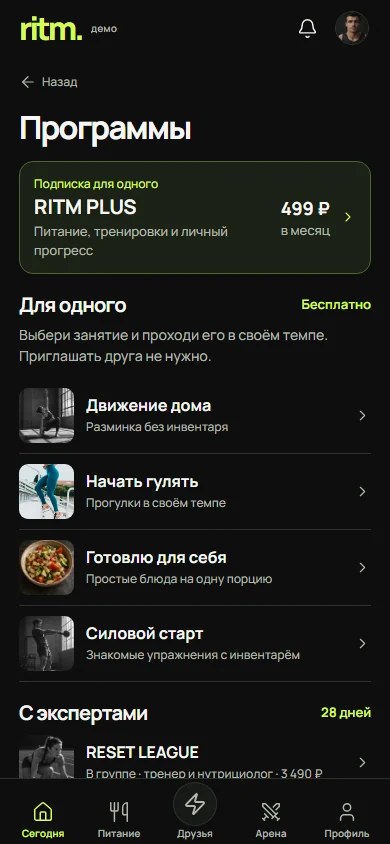 ritm. демо
Назад
Программы
Подписка для одного
RITM PLUS
499 ₽
Питание, тренировки и личный
прогресс
в месяц
Для одного
Бесплатно
Выбери занятие и проходи его в своём темпе.
Приглашать друга не нужно.
Движение дома
Разминка без инвентаря
Начать гулять
Прогулки в своём темпе
Готовлю для себя
Простые блюда на одну порцию
Силовой старт
Знакомые упражнения с инвентарём
С экспертами
28 дней
RESET LEAGUE
В группе · тренер и нутрициолог · 3 490 ₽
Сегодня
Питание
Друзья
Арена
Профиль